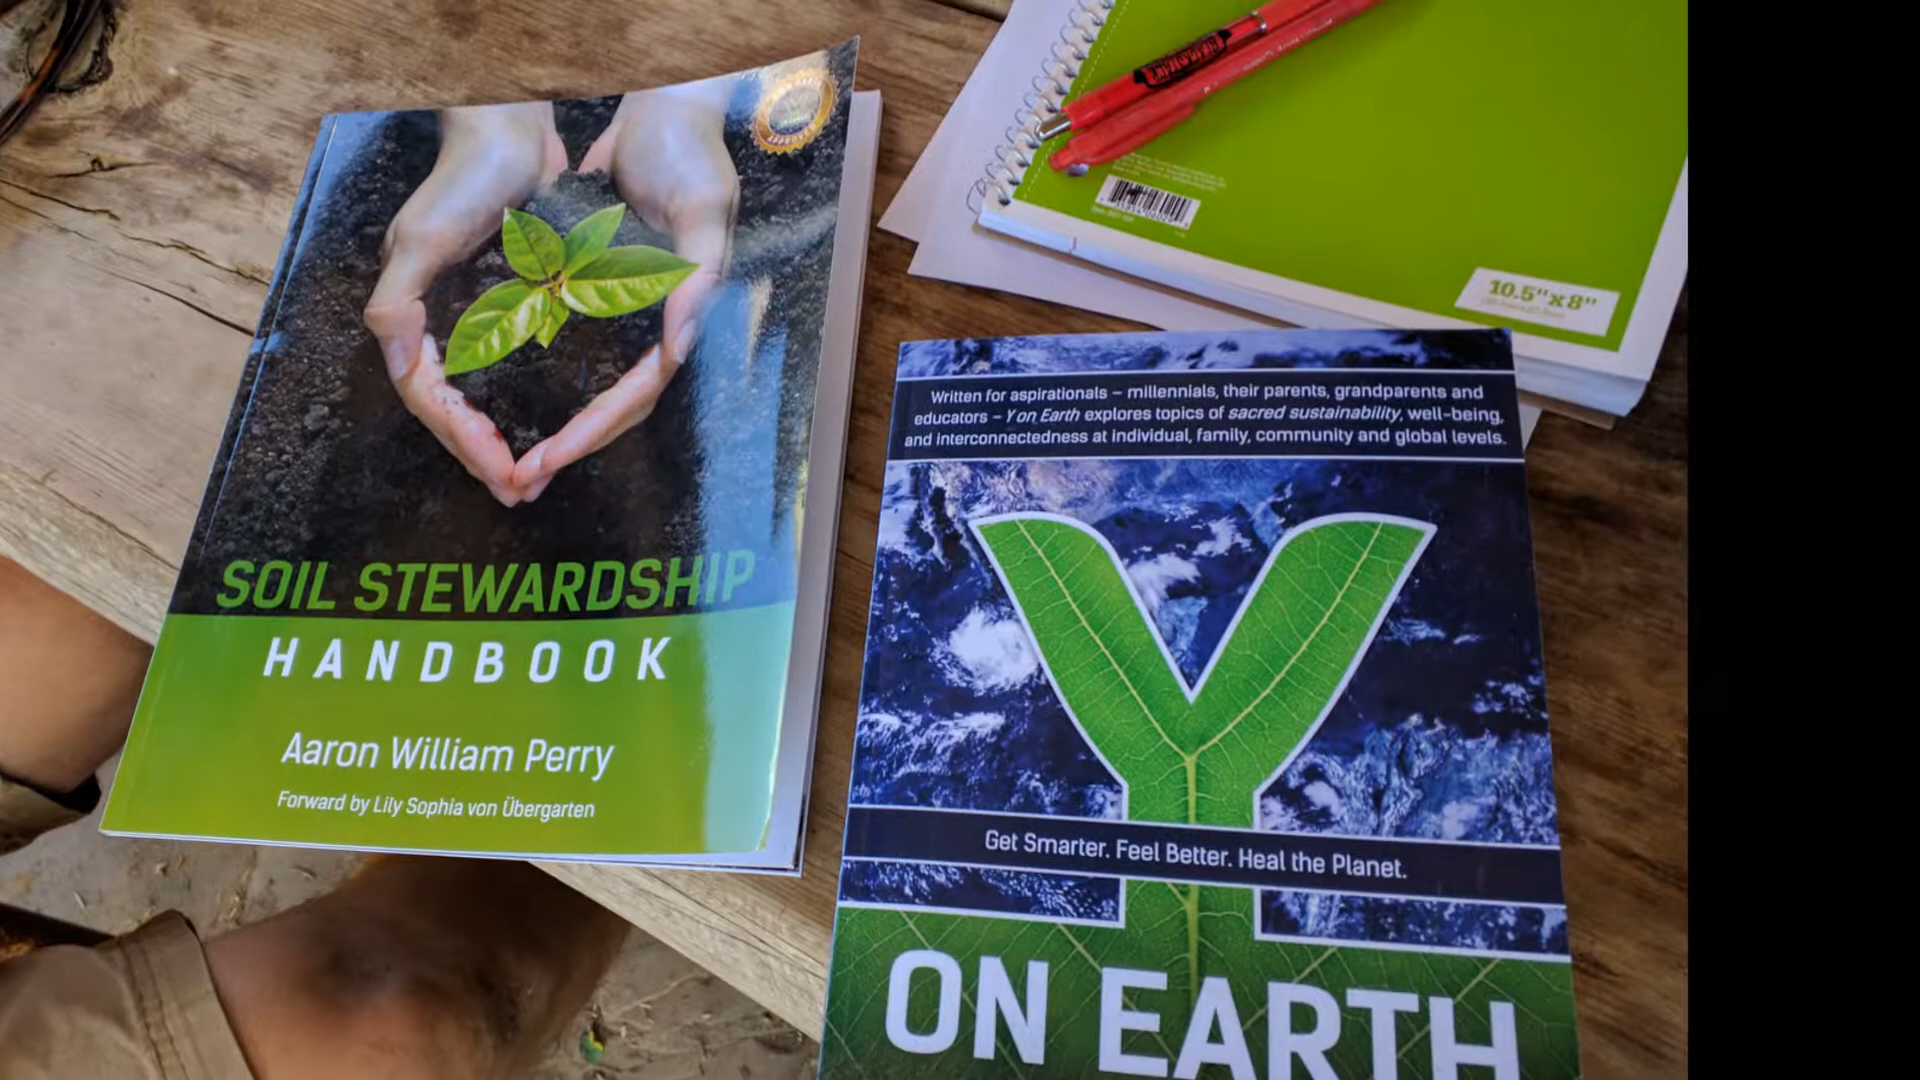 APPROVED
SOIL STEWARDSHIP
HANDBOOK
Aaron William Perry
Forward by Lily Sophia von Übergarten
10.5"x8"
Written for aspirationals – millennials, their parents, grandparents and
educators – Y on Earth explores topics of sacred sustainability, well-being,
and interconnectedness at individual, family, community and global levels.
Y
Get Smarter. Feel Better. Heal the Planet.
ON EARTH